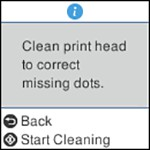 Clean print head
to correct
missing dots.
Back
Start Cleaning